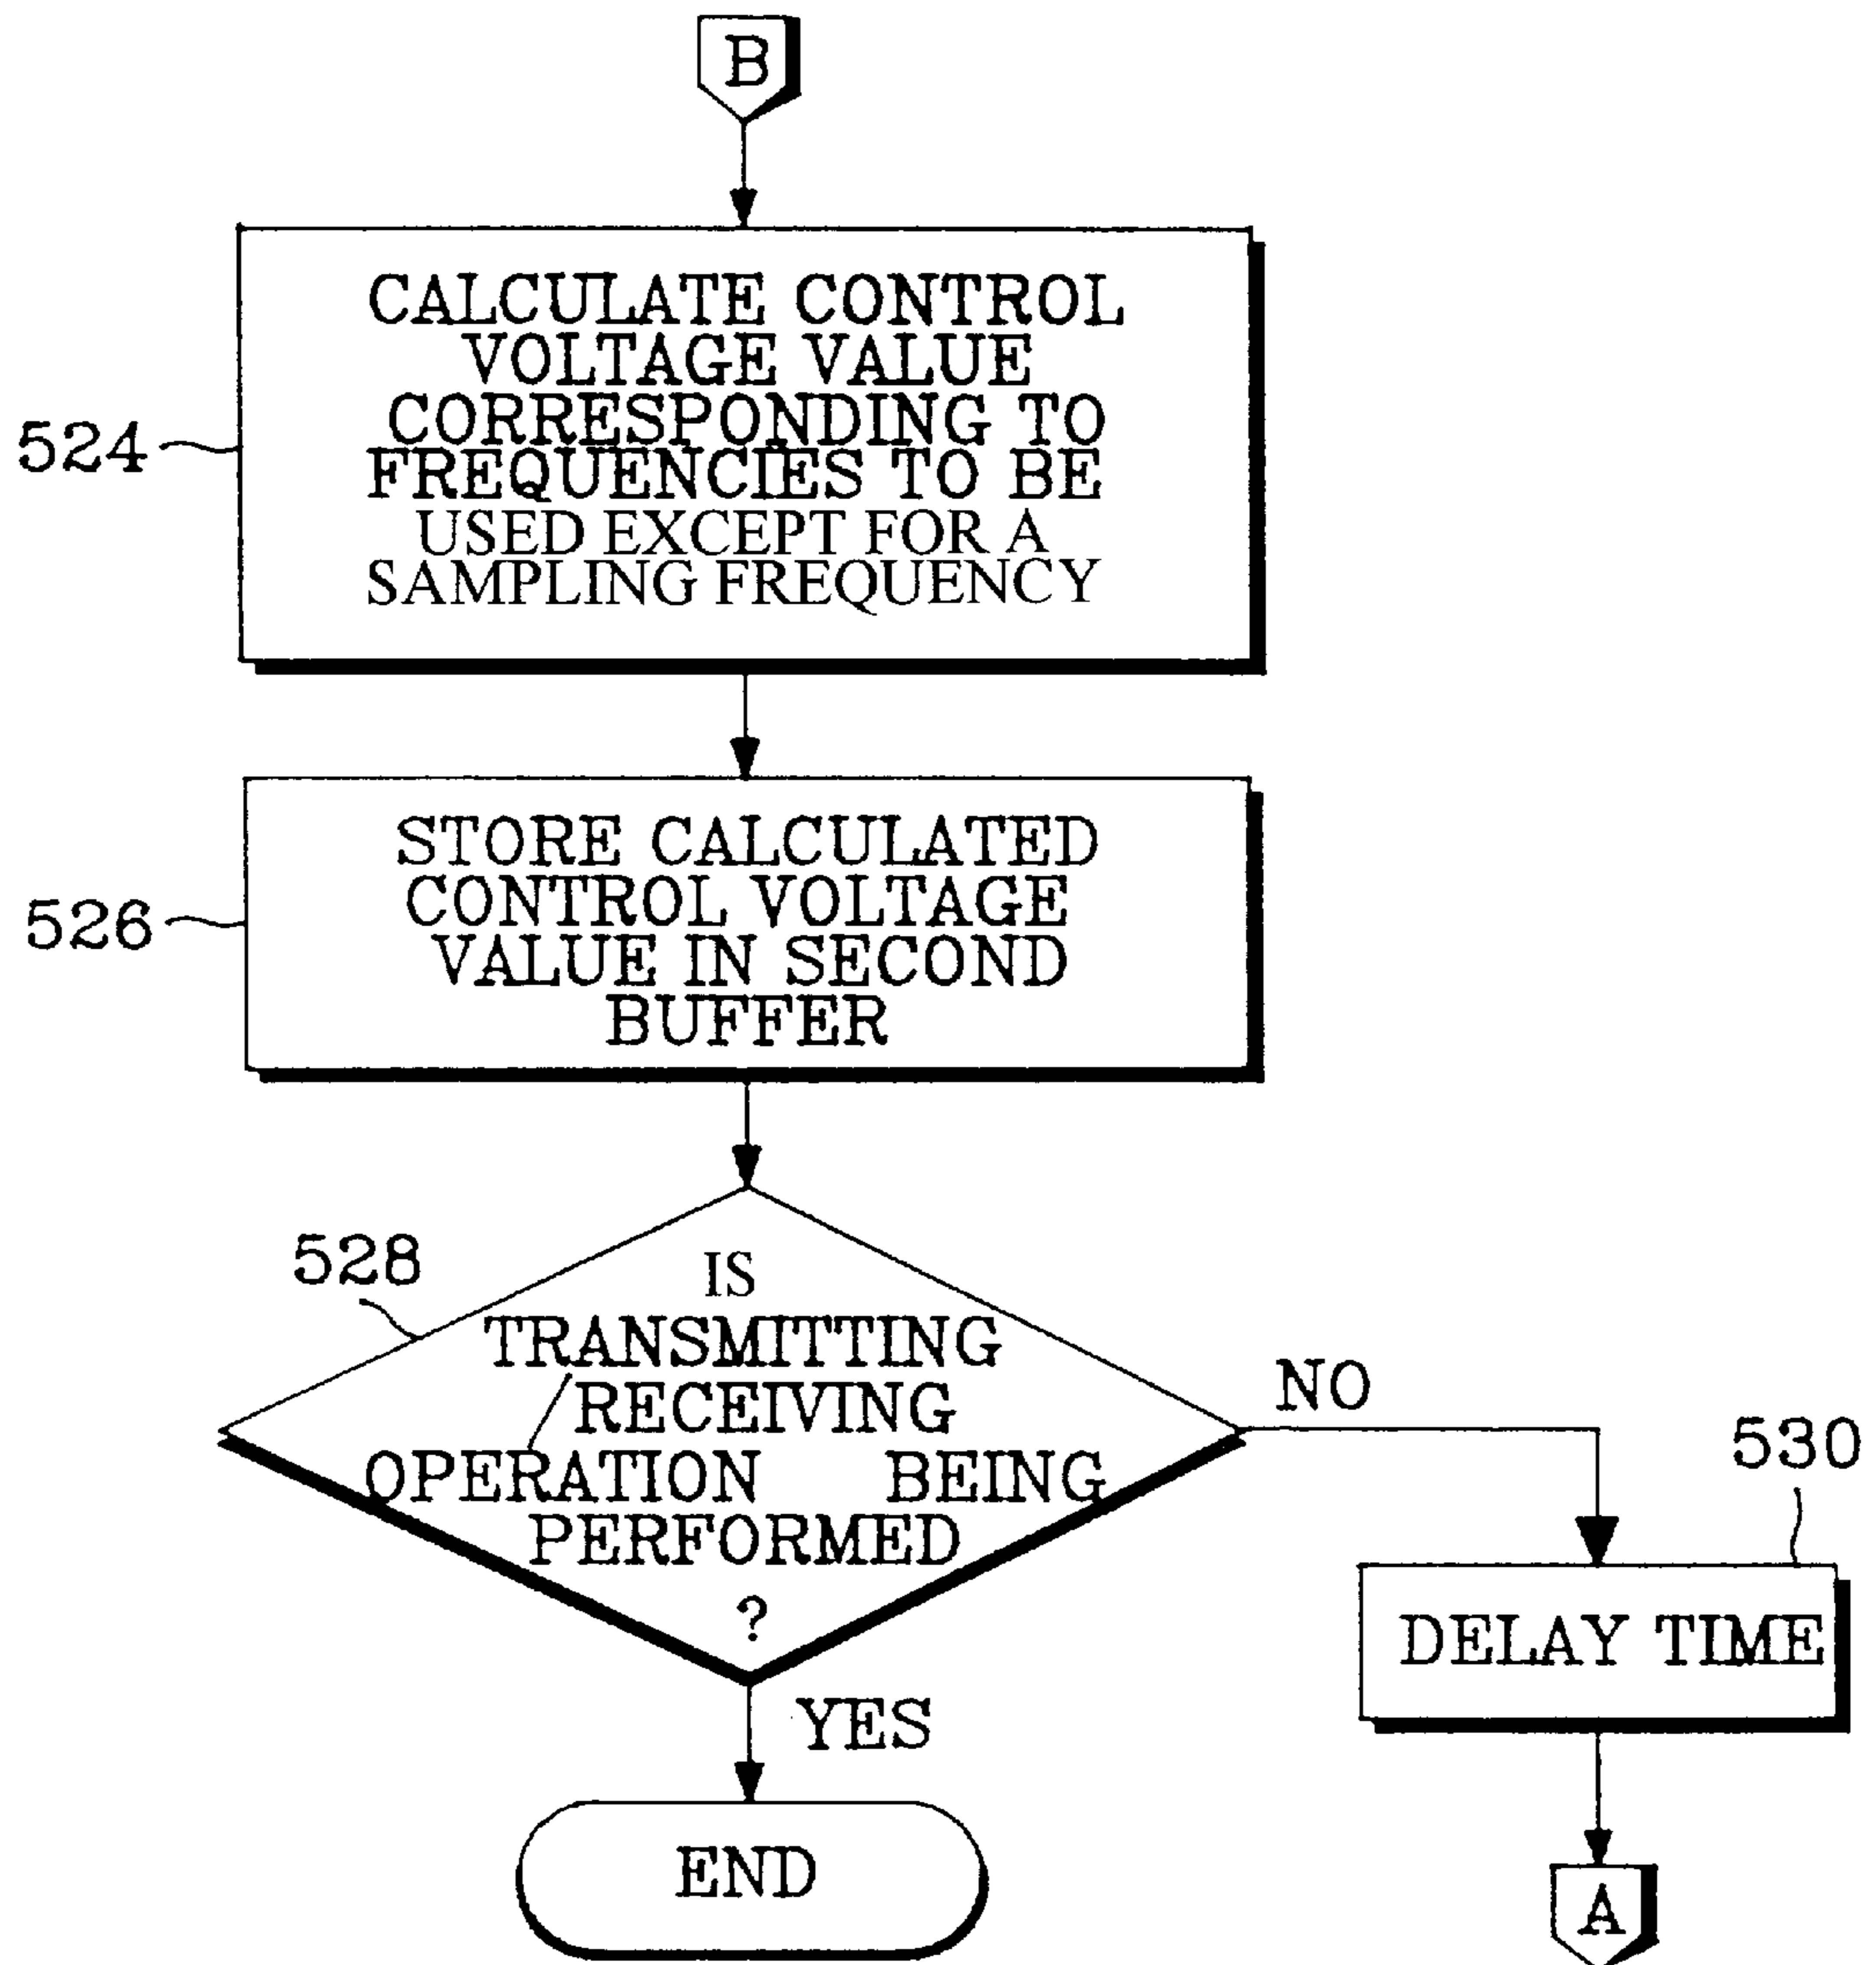 B
524
CALCULATE CONTROL
VOLTAGE VALUE
CORRESPONDING TO
FREQUENCIES TO BE
USED EXCEPT FOR A
SAMPLING FREQUENCY
526
STORE CALCULATED
CONTROL VOLTAGE
VALUE IN SECOND
BUFFER
528
IS
TRANSMITTING
/ RECEIVING
OPERATION BEING
PERFORMED
?
NO
530
DELAY TIME
YES
END
A